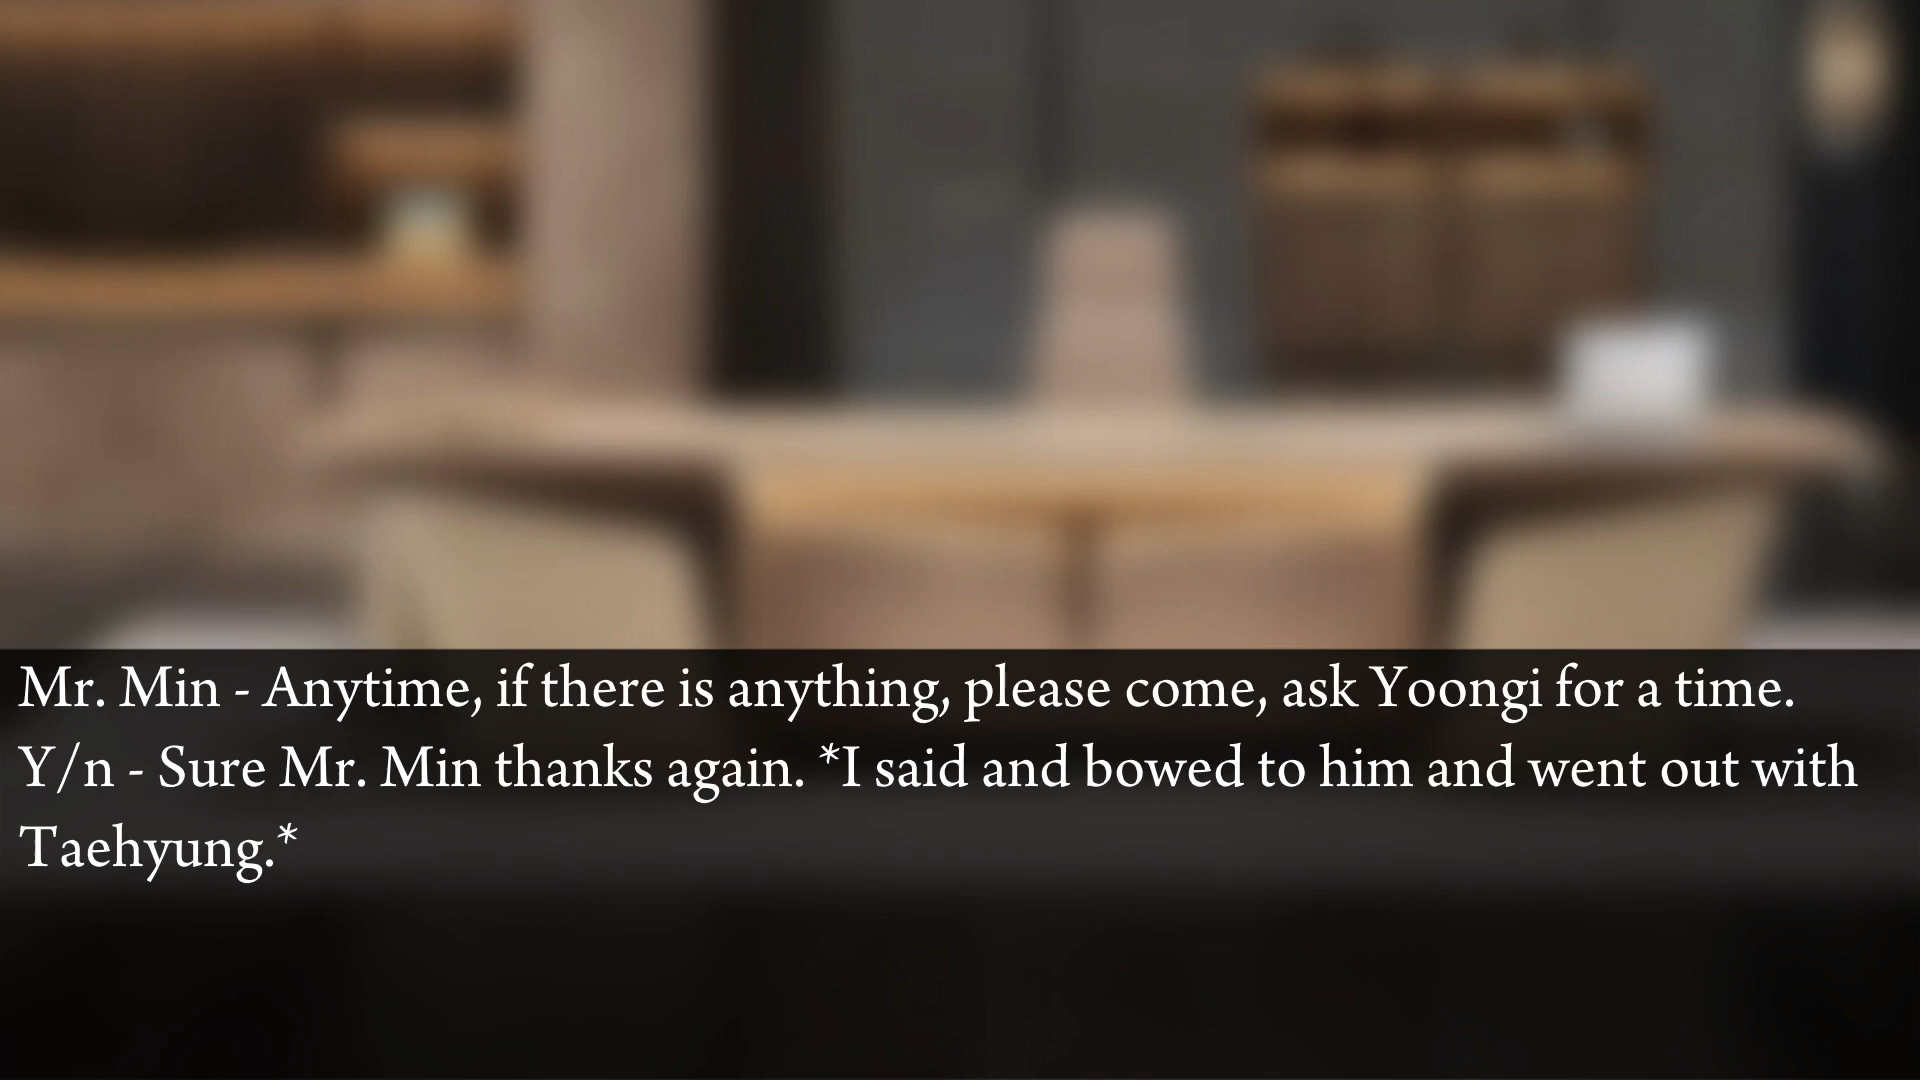 Mr. Min - Anytime, if there is anything, please come, ask Yoongi for a time.
Y/n - Sure Mr. Min thanks again. *I said and bowed to him and went out with
Taehyung.*